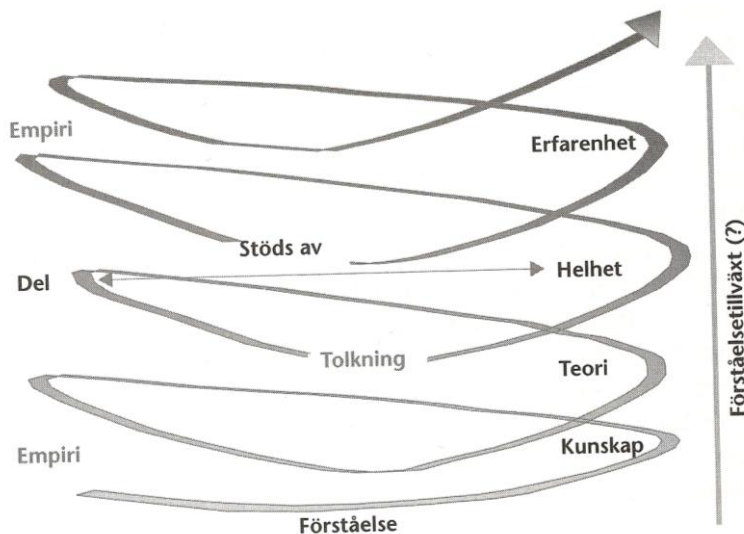 Empiri
Erfarenhet
Stöds av
Del
Helhet
Tolkning
Teori
Kunskap
Empiri
Förståelse
Förståelsetillväxt (?)